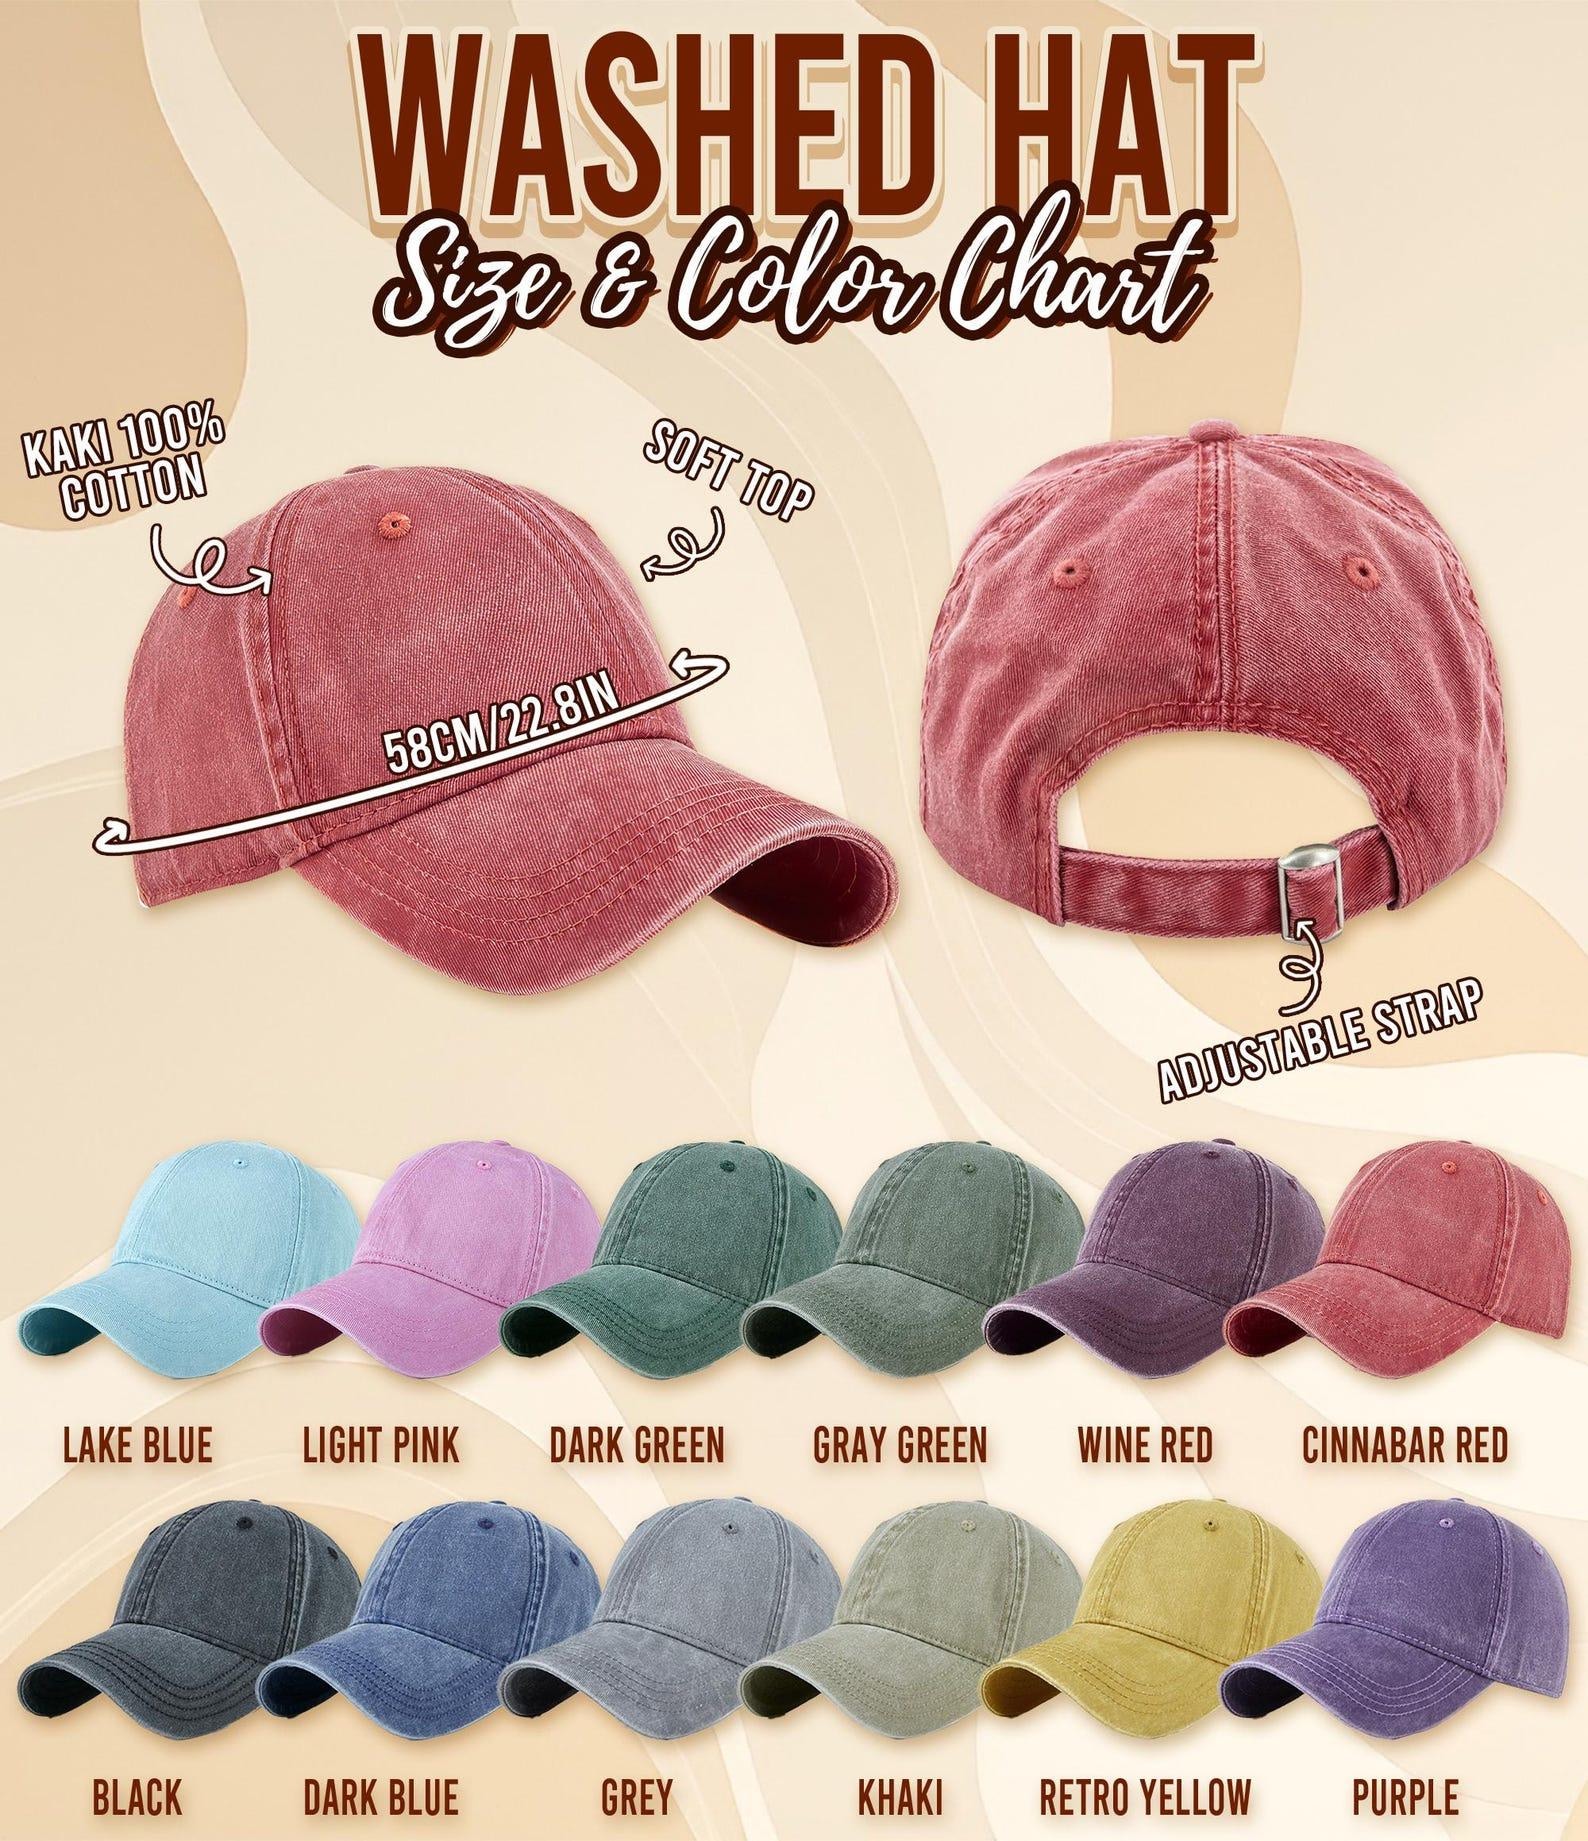 WASHED HAT
Size & Color Chart
KAKI 100%
COTTON
SOFT TOP
58CM/22.8IN
ADJUSTABLE STRAP
LAKE BLUE
LIGHT PINK
DARK GREEN
GRAY GREEN
WINE RED
CINNABAR RED
BLACK
DARK BLUE
GREY
KHAKI
RETRO YELLOW
PURPLE